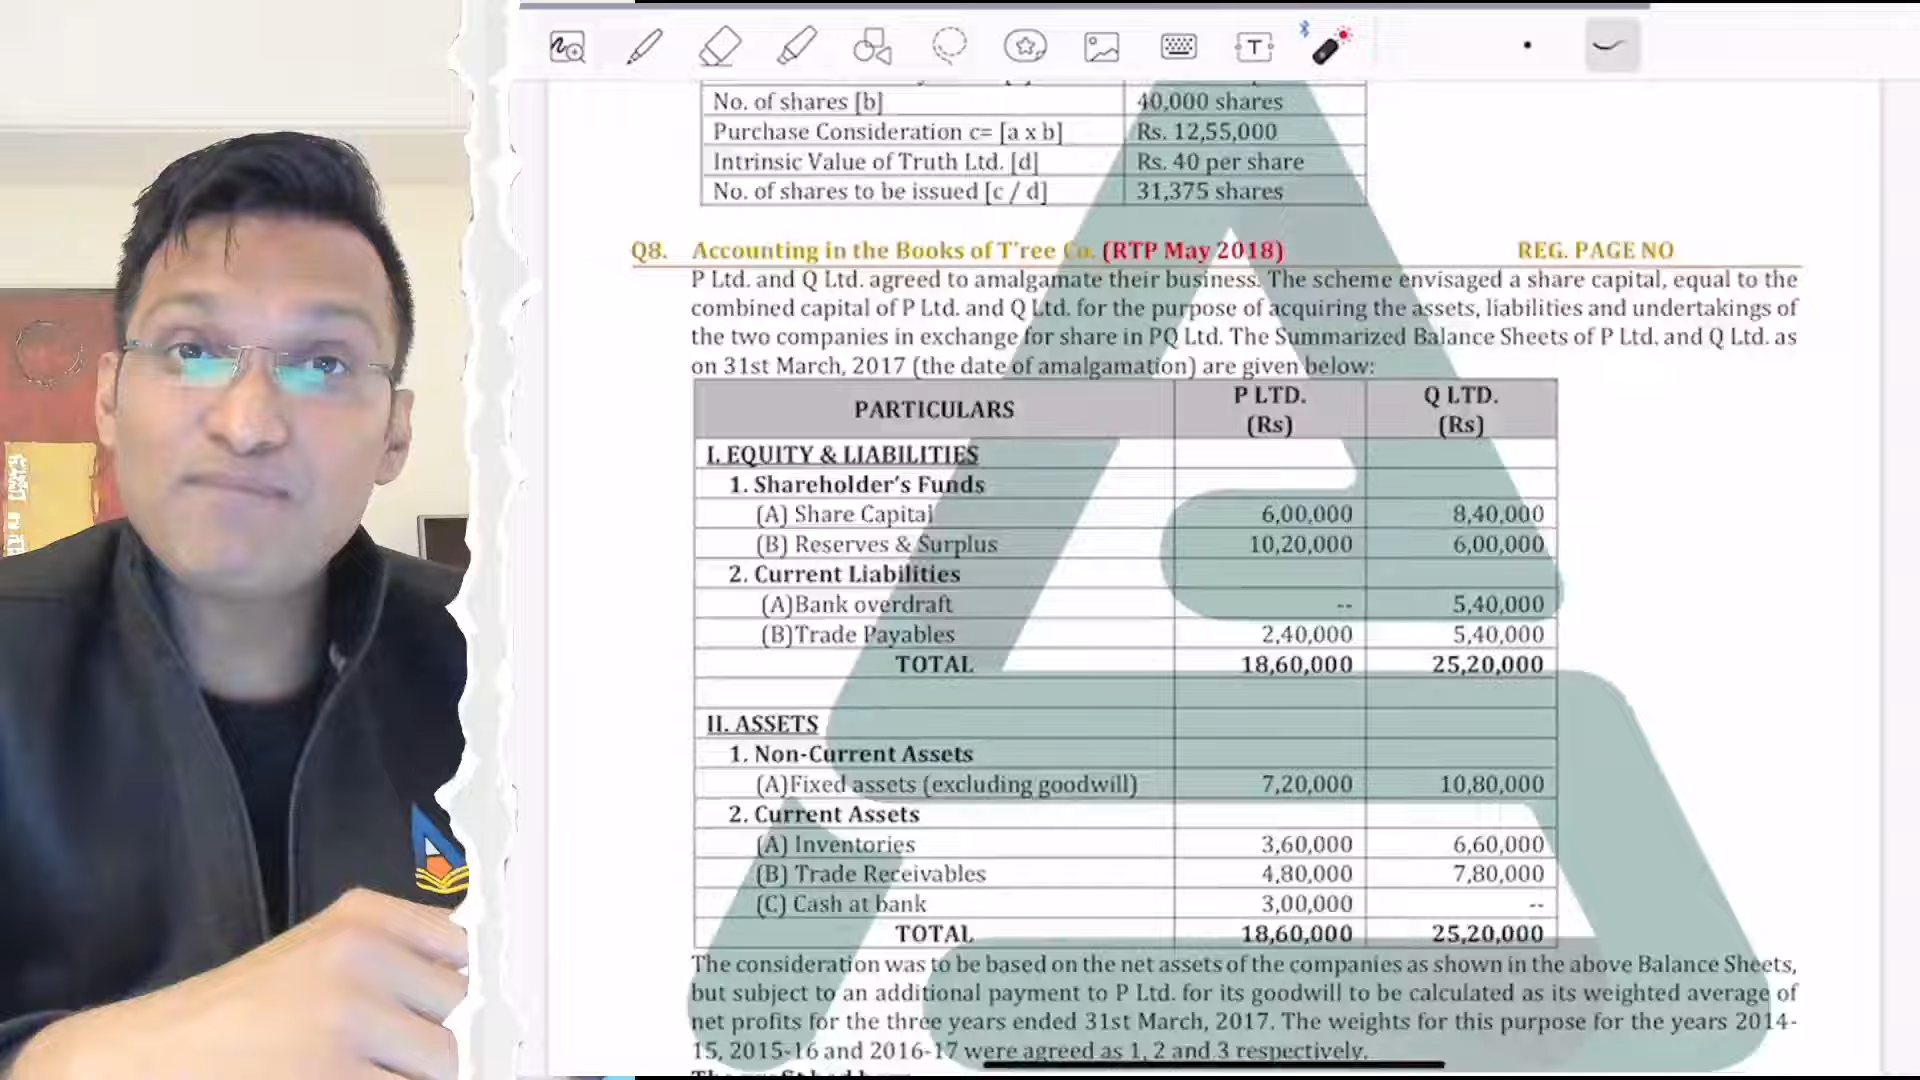 No. of shares [b] 40,000 shares
Purchase Consideration c= [a x b] Rs. 12,55,000
Intrinsic Value of Truth Ltd. [d] Rs. 40 per share
No. of shares to be issued [c / d] 31,375 shares
Q8. Accounting in the Books of T'ree Co. (RTP May 2018) REG. PAGE NO
P Ltd. and Q Ltd. agreed to amalgamate their business. The scheme envisaged a share capital, equal to the
combined capital of P Ltd. and Q Ltd. for the purpose of acquiring the assets, liabilities and undertakings of
the two companies in exchange for share in PQ Ltd. The Summarized Balance Sheets of P Ltd. and Q Ltd. as
on 31st March, 2017 (the date of amalgamation) are given below:
PARTICULARS P LTD. (Rs) Q LTD. (Rs)
I. EQUITY & LIABILITIES
1. Shareholder's Funds
(A) Share Capital 6,00,000 8,40,000
(B) Reserves & Surplus 10,20,000 6,00,000
2. Current Liabilities
(A)Bank overdraft -- 5,40,000
(B)Trade Payables 2,40,000 5,40,000
TOTAL 18,60,000 25,20,000
II. ASSETS
1. Non-Current Assets
(A)Fixed assets (excluding goodwill) 7,20,000 10,80,000
2. Current Assets
(A) Inventories 3,60,000 6,60,000
(B) Trade Receivables 4,80,000 7,80,000
(C) Cash at bank 3,00,000 --
TOTAL 18,60,000 25,20,000
The consideration was to be based on the net assets of the companies as shown in the above Balance Sheets,
but subject to an additional payment to P Ltd. for its goodwill to be calculated as its weighted average of
net profits for the three years ended 31st March, 2017. The weights for this purpose for the years 2014-
15, 2015-16 and 2016-17 were agreed as 1, 2 and 3 respectively.